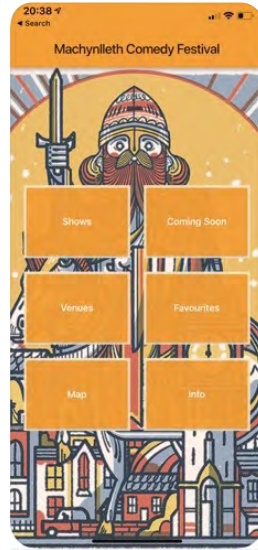 20:38
◀ Search
Machynlleth Comedy Festival
Shows
Coming Soon
Venues
Favourites
Map
Info